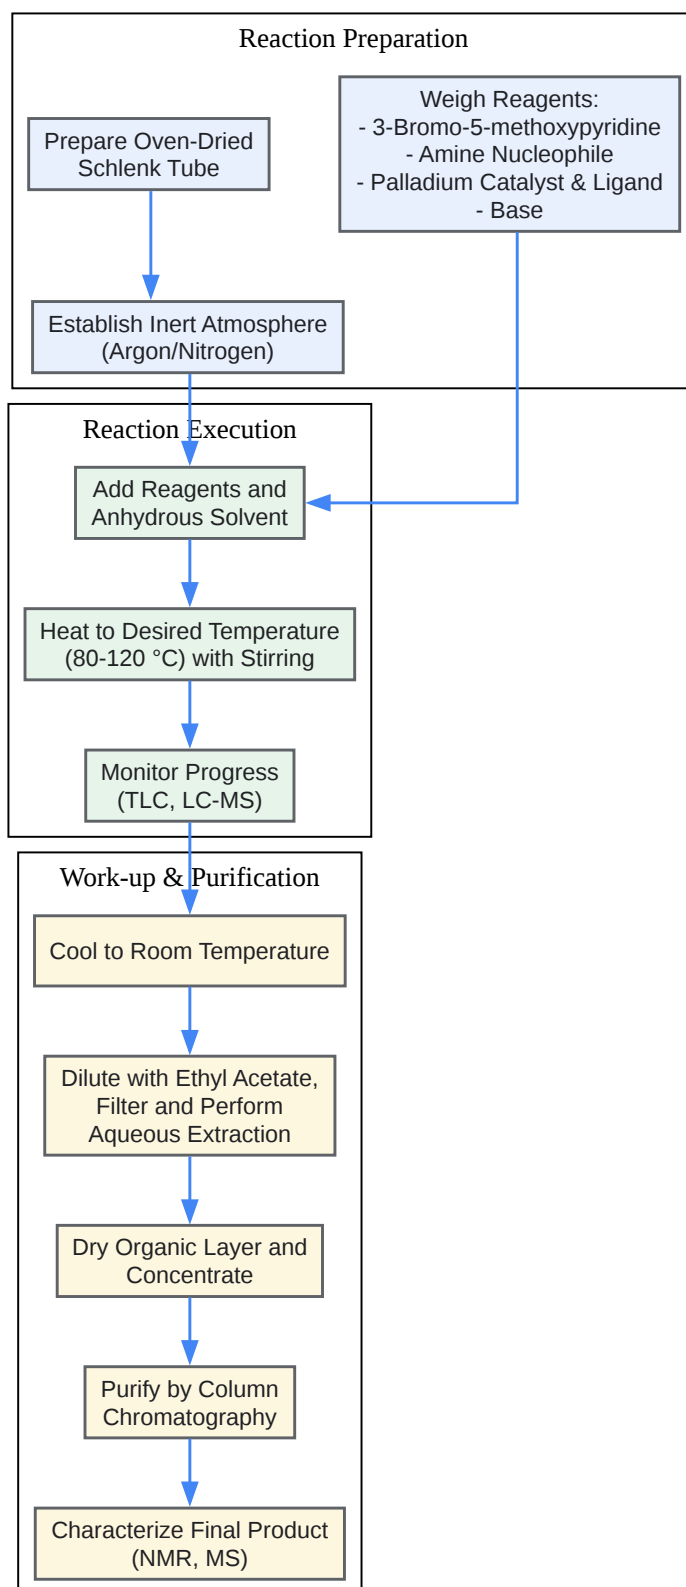 Reaction Preparation
Prepare Oven-Dried
Schlenk Tube
Weigh Reagents:
- 3-Bromo-5-methoxypyridine
- Amine Nucleophile
- Palladium Catalyst & Ligand
- Base
Establish Inert Atmosphere
(Argon/Nitrogen)
Reaction Execution
Add Reagents and
Anhydrous Solvent
Heat to Desired Temperature
(80-120 °C) with Stirring
Monitor Progress
(TLC, LC-MS)
Work-up & Purification
Cool to Room Temperature
Dilute with Ethyl Acetate,
Filter and Perform
Aqueous Extraction
Dry Organic Layer and
Concentrate
Purify by Column
Chromatography
Characterize Final Product
(NMR, MS)